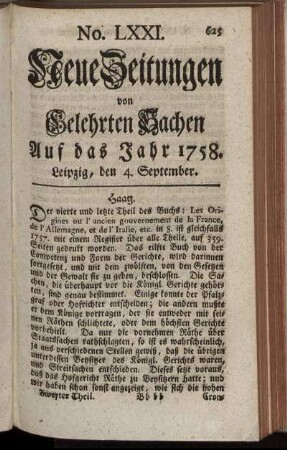 No. LXXI.
625
Neue Zeitungen
von
Gelehrten Sachen
Auf das Jahr 1758.
Leipzig, den 4. September.
Haag.
Der vierte und letzte Theil des Buchs: Les Ori-
gines ou l'ancien gouvernement de la France,
de l'Allemagne, et de l'Italie, etc. in 8. ist gleichfalls
1757. mit einem Register über alle Theile, auf 359.
Seiten gedruckt worden. Das eilfte Buch von der
Competenz und Form der Gerichte, wird darinnen
fortgesetzt, und mit dem zwölften, von den Gesetzen
und der Gewalt sie zu geben, beschlossen. Die Sa-
chen, die überhaupt vor die Königl. Gerichte gehör-
ten, sind genau bestimmet. Einige konnte der Pfalz-
graf oder Hofrichter entscheiden; die andern mußte
er dem Könige vortragen, der sie entweder mit sei-
nen Räthen schlichtete, oder dem höchsten Gerichte
vorbehielt. Da nur die vornehmen Räthe über
Staatssachen rathschlagten, so ist es wahrscheinlich,
ja aus verschiedenen Stellen gewiß, daß die übrigen
unterdessen Beysitzer des Königl. Gerichts waren,
und Streitsachen entschieden. Dieses setzt voraus,
daß das Hofgericht Räthe zu Beysitzern hatte; und
wir haben schon sonst angezeigt, wie sich die hohen
Zweyter Theil. Bb bb Cron-